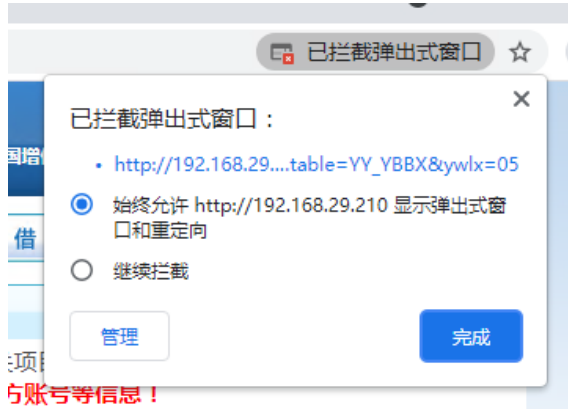 已拦截弹出式窗口
已拦截弹出式窗口：
国增
• http://192.168.29....table=YY_YBBX&ywlx=05
始终允许 http://192.168.29.210 显示弹出式窗
口和重定向
借
继续拦截
管理
完成
项
方账号等信息！